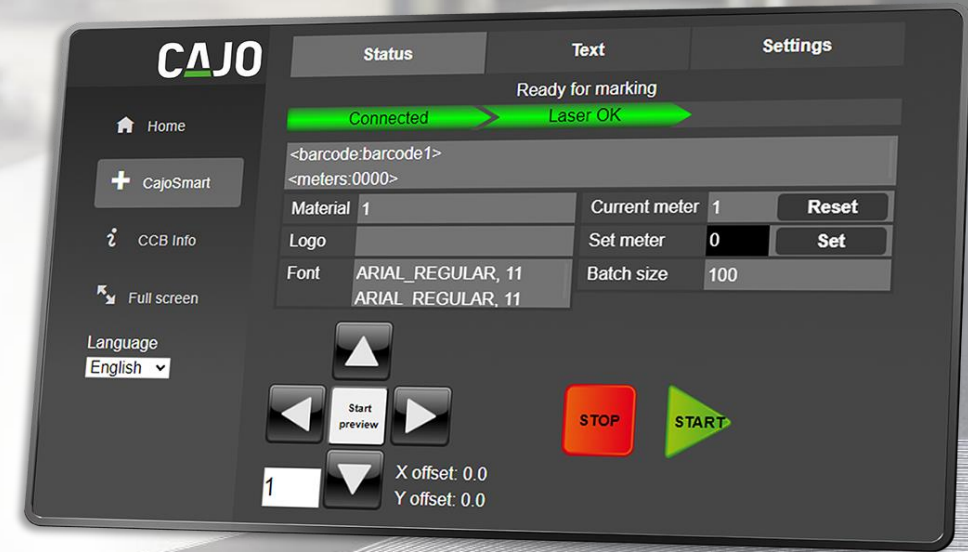 CAJO
Home
CajoSmart
CCB Info
Full screen
Language
English
Status Text Settings
Ready for marking
Connected Laser OK
<barcode:barcode1>
<meters:0000>
Material 1
Logo
Font ARIAL_REGULAR, 11
ARIAL_REGULAR, 11
Current meter 1 Reset
Set meter 0 Set
Batch size 100
Start
preview
1
X offset: 0.0
Y offset: 0.0
STOP
START